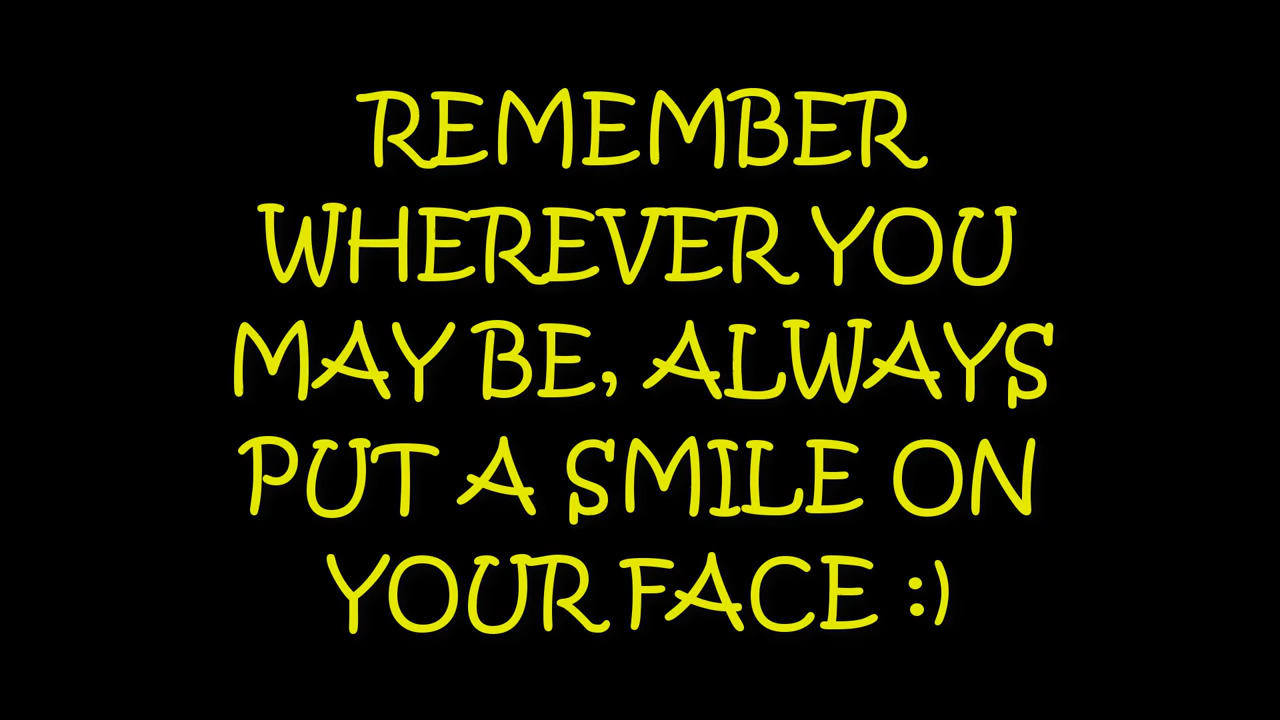 REMEMBER
WHEREVER YOU
MAY BE, ALWAYS
PUT A SMILE ON
YOUR FACE :)